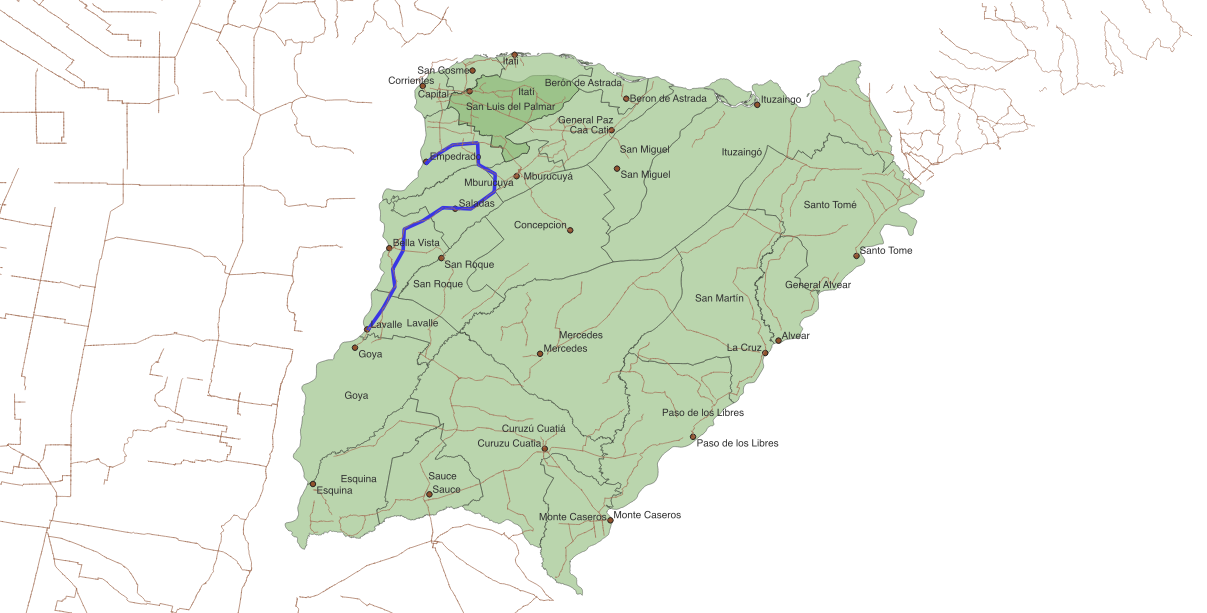 Itati
San Cosme
Corrientes
Capital
Itatí
Berón de Astrada
Beron de Astrada
San Luis del Palmar
Ituzaingo
General Paz
Caa Cati
San Miguel
Ituzaingó
Empedrado
San Miguel
Mburucuya
Mburucuyá
Saladas
Santo Tomé
Concepcion
Bella Vista
Santo Tome
San Roque
San Roque
General Alvear
San Martín
Lavalle
Lavalle
Mercedes
Alvear
Mercedes
La Cruz
Goya
Goya
Paso de los Libres
Curuzú Cuatiá
Curuzu Cuatia
Paso de los Libres
Esquina
Sauce
Esquina
Sauce
Monte Caseros
Monte Caseros